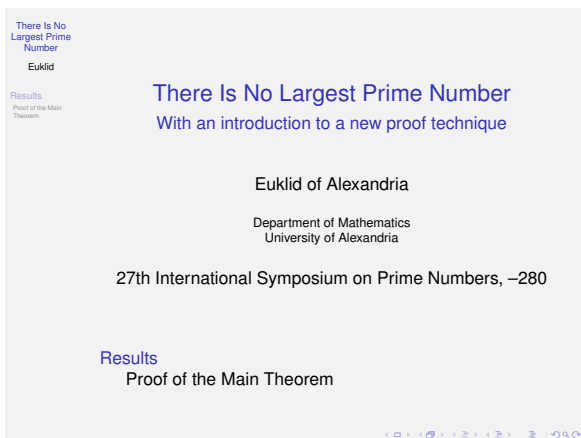 There Is No
Largest Prime
Number
Euklid
Results
Proof of the Main
Theorem
There Is No Largest Prime Number
With an introduction to a new proof technique
Euklid of Alexandria
Department of Mathematics
University of Alexandria
27th International Symposium on Prime Numbers, –280
Results
Proof of the Main Theorem